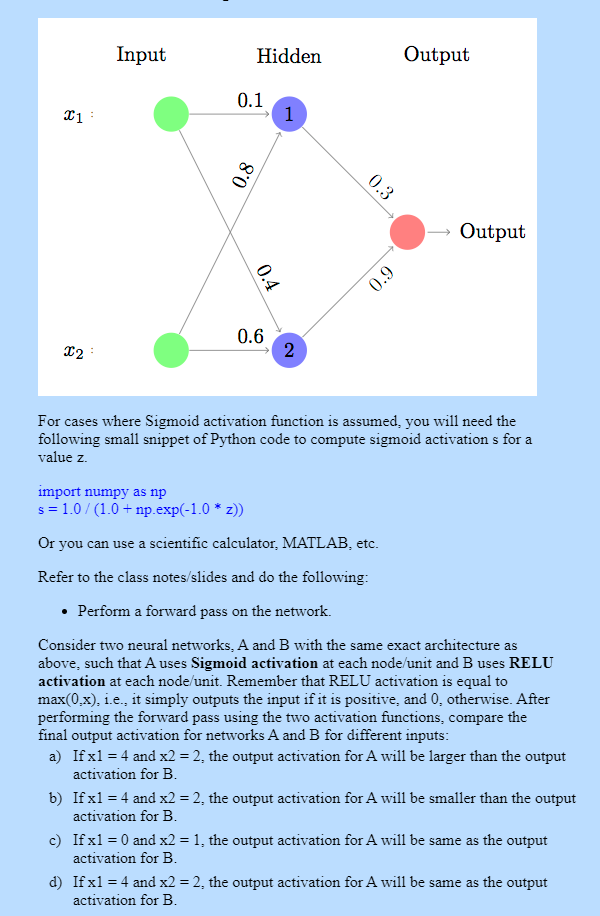 Input Hidden Output
x1 : 0.1 1
0.8 0.3
Output
0.4 0.9
x2 : 0.6 2
For cases where Sigmoid activation function is assumed, you will need the
following small snippet of Python code to compute sigmoid activation s for a
value z.
import numpy as np
s = 1.0 / (1.0 + np.exp(-1.0 * z))
Or you can use a scientific calculator, MATLAB, etc.
Refer to the class notes/slides and do the following:
• Perform a forward pass on the network.
Consider two neural networks, A and B with the same exact architecture as
above, such that A uses Sigmoid activation at each node/unit and B uses RELU
activation at each node/unit. Remember that RELU activation is equal to
max(0,x), i.e., it simply outputs the input if it is positive, and 0, otherwise. After
performing the forward pass using the two activation functions, compare the
final output activation for networks A and B for different inputs:
a) If x1 = 4 and x2 = 2, the output activation for A will be larger than the output
activation for B.
b) If x1 = 4 and x2 = 2, the output activation for A will be smaller than the output
activation for B.
c) If x1 = 0 and x2 = 1, the output activation for A will be same as the output
activation for B.
d) If x1 = 4 and x2 = 2, the output activation for A will be same as the output
activation for B.